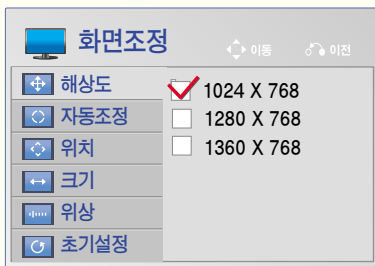 화면조정
이동 이전
해상도
자동조정
위치
크기
위상
초기설정
1024 X 768
1280 X 768
1360 X 768